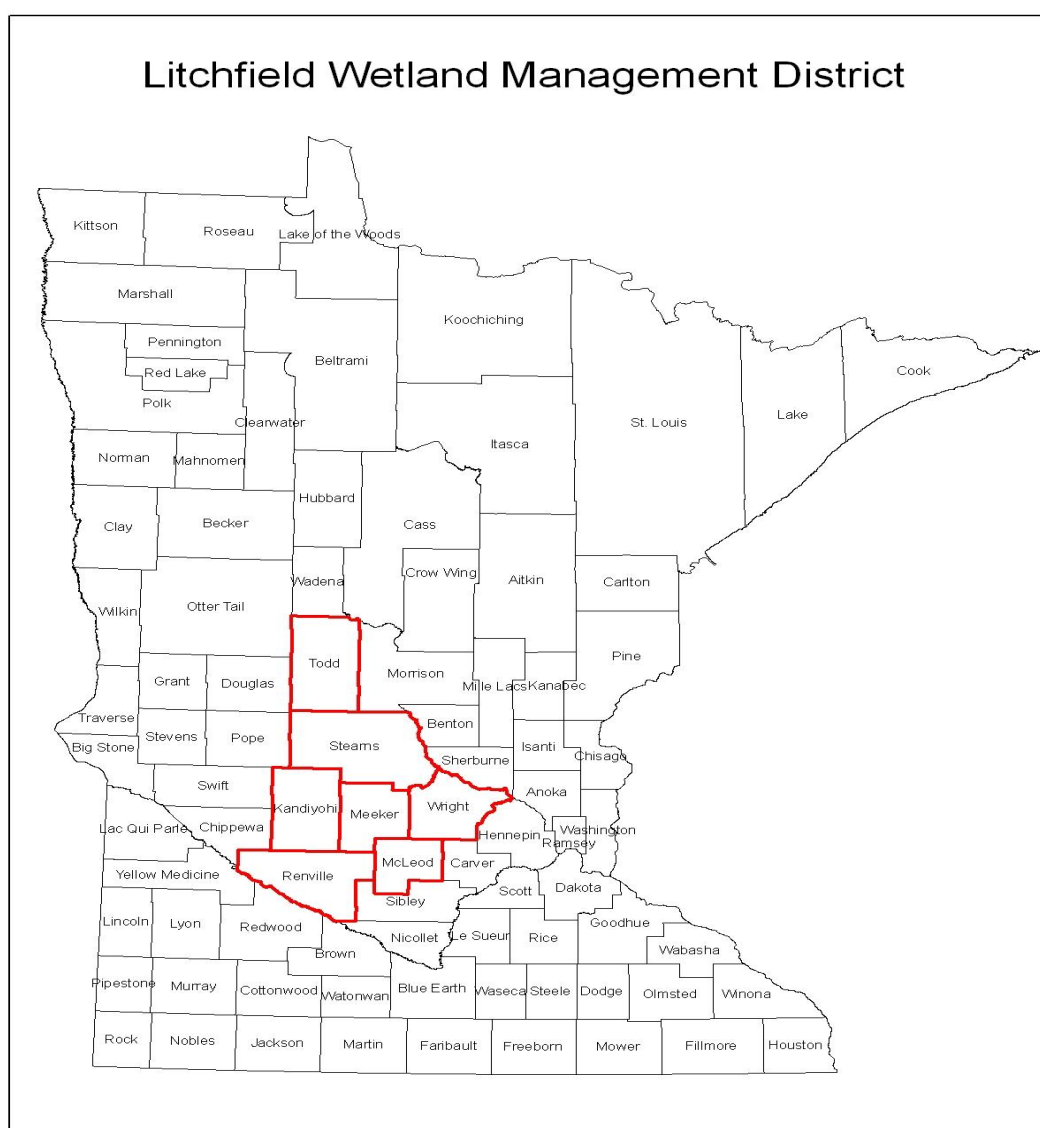 Litchfield Wetland Management District
Kittson
Roseau
Lake of the Woods
Marshall
Koochiching
Pennington
Beltrami
Red Lake
Cook
Polk
Clearwater
St. Louis
Lake
Itasca
Norman
Mahnomen
Hubbard
Clay
Becker
Cass
Crow Wing
Aitkin
Wadena
Carlton
Wilkin
Otter Tail
Todd
Pine
Morrison
Grant
Douglas
Mille Lacs
Kanabec
Traverse
Stevens
Pope
Benton
Big Stone
Stearns
Isanti
Chisago
Sherburne
Swift
Anoka
Kandiyohi
Meeker
Wright
Lac Qui Parle
Chippewa
Hennepin
Washington
Ramsey
McLeod
Carver
Yellow Medicine
Renville
Scott
Dakota
Sibley
Lincoln
Lyon
Redwood
Nicollet
Le Sueur
Rice
Goodhue
Brown
Wabasha
Pipestone
Murray
Cottonwood
Watonwan
Blue Earth
Waseca
Steele
Dodge
Olmsted
Winona
Rock
Nobles
Jackson
Martin
Faribault
Freeborn
Mower
Fillmore
Houston